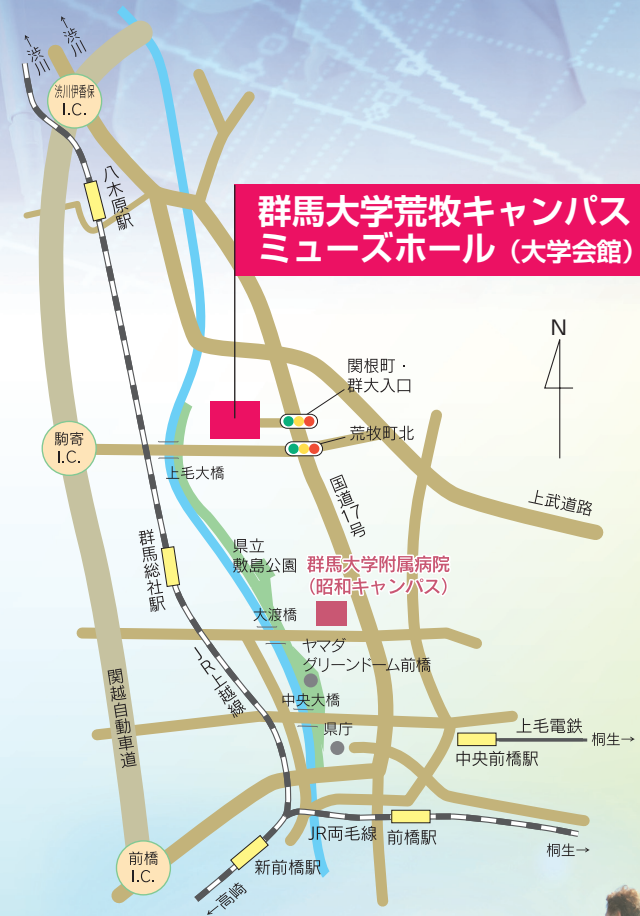 ←渋川
←渋川
渋川伊香保
I.C.
八木原駅
群馬大学荒牧キャンパス
ミューズホール（大学会館）
N
関根町・
群大入口
荒牧町北
駒寄
I.C.
上毛大橋
国道17号
上武道路
群馬総社駅
県立
敷島公園
群馬大学附属病院
（昭和キャンパス）
大渡橋
ヤマダ
グリーンドーム前橋
JR上越線
関越自動車道
中央大橋
県庁
上毛電鉄
桐生→
中央前橋駅
JR両毛線
前橋駅
桐生→
前橋
I.C.
新前橋駅
←高崎